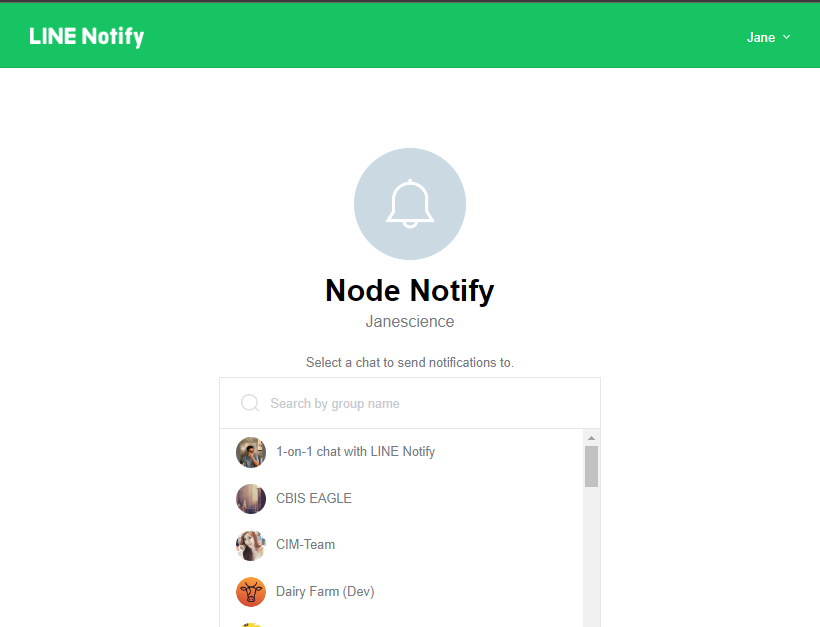 LINE Notify
Jane
Node Notify
Janescience
Select a chat to send notifications to.
Search by group name
1-on-1 chat with LINE Notify
CBIS EAGLE
CIM-Team
Dairy Farm (Dev)